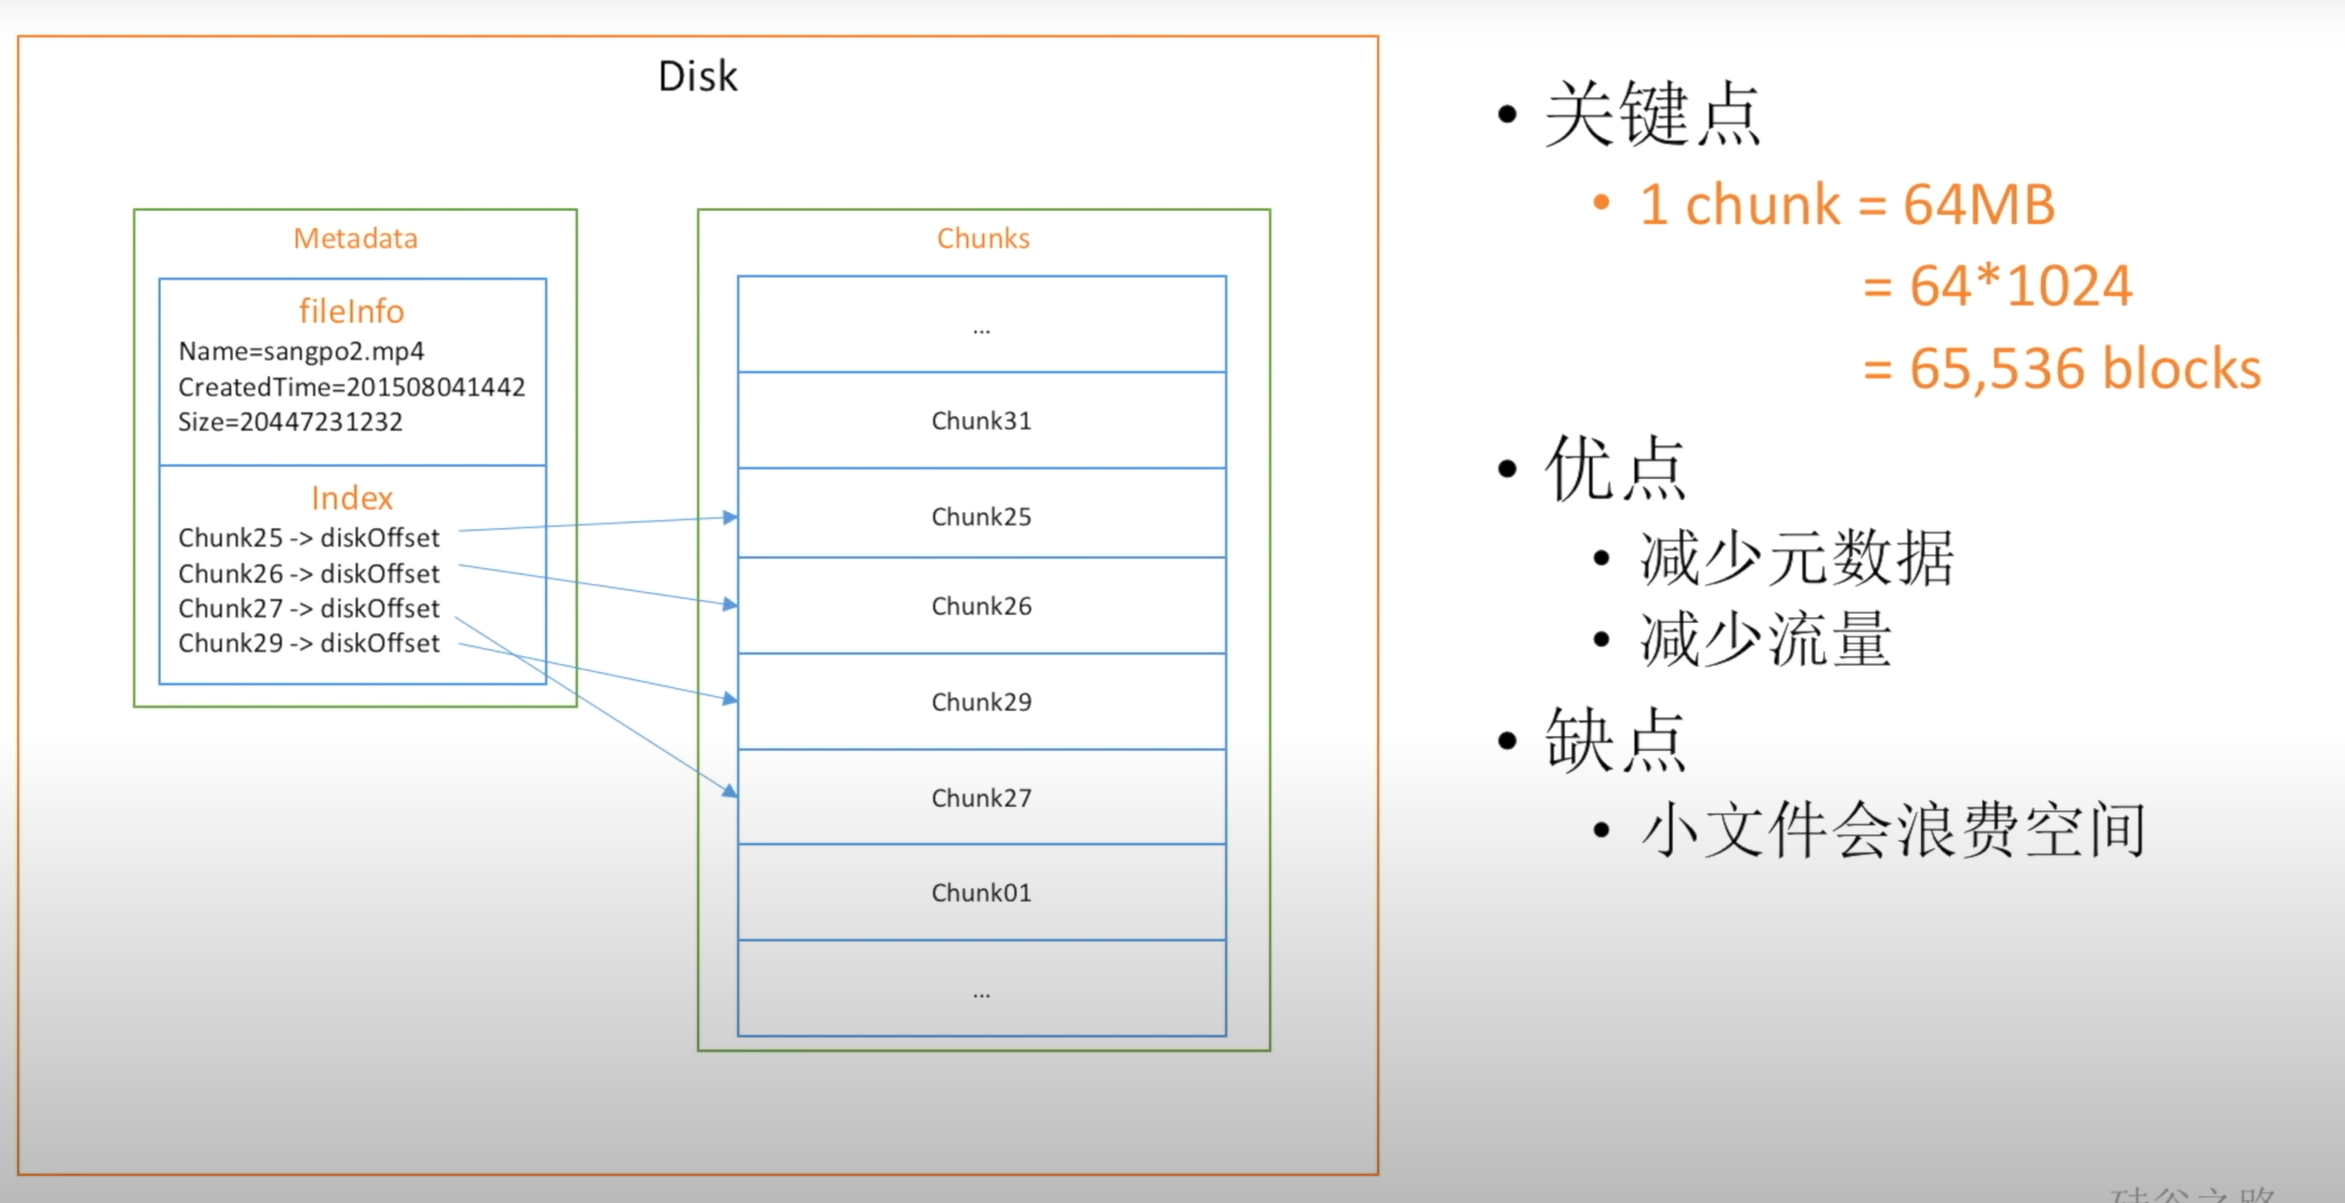 Disk
Metadata
fileInfo
Name=sangpo2.mp4
CreatedTime=201508041442
Size=20447231232
Index
Chunk25 -> diskOffset
Chunk26 -> diskOffset
Chunk27 -> diskOffset
Chunk29 -> diskOffset
Chunks
...
Chunk31
Chunk25
Chunk26
Chunk29
Chunk27
Chunk01
...
• 关键点
• 1 chunk = 64MB
= 64*1024
= 65,536 blocks
• 优点
• 减少元数据
• 减少流量
• 缺点
• 小文件会浪费空间